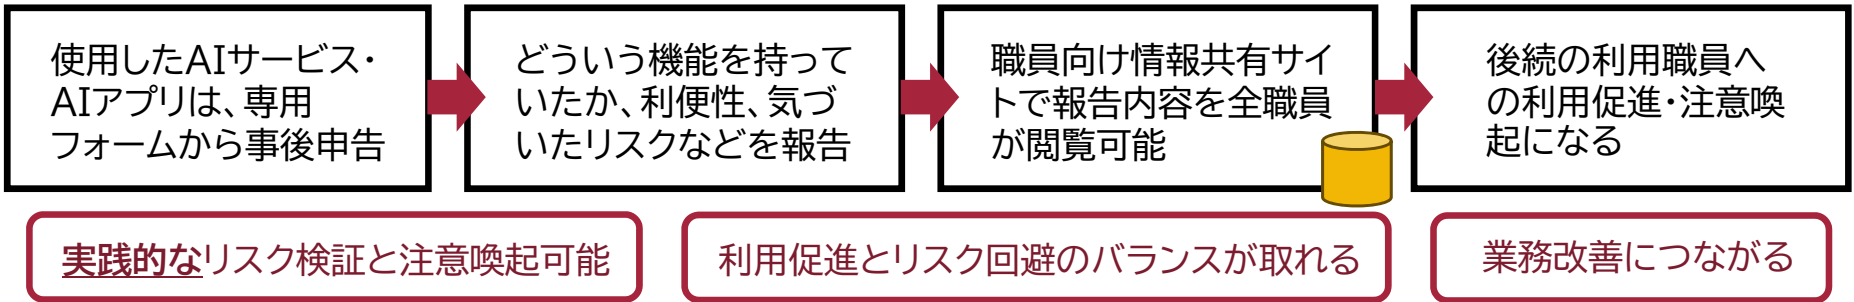 使用したAIサービス・
AIアプリは、専用
フォームから事後申告
どういう機能を持って
いたか、利便性、気づ
いたリスクなどを報告
職員向け情報共有サイ
トで報告内容を全職員
が閲覧可能
後続の利用職員へ
の利用促進・注意喚
起になる
実践的なリスク検証と注意喚起可能
利用促進とリスク回避のバランスが取れる
業務改善につながる